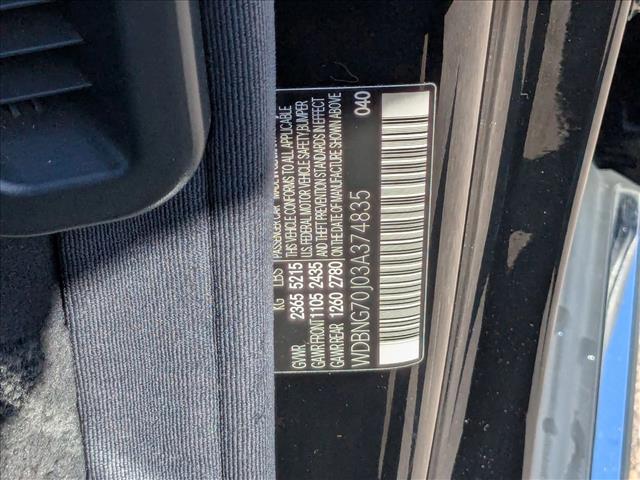 KG LBS PASSENGER CAR
GVWR 2365 5215 THIS VEHICLE CONFORMS TO ALL APPLICABLE
GAWR FRONT 1105 2435 U.S. FEDERAL MOTOR VEHICLE SAFETY BUMPER
GAWR REAR 1260 2780 AND THEFT PREVENTION STANDARDS IN EFFECT
ON THE DATE OF MANUFACTURE SHOWN ABOVE
WDBNG70J03A374835
040